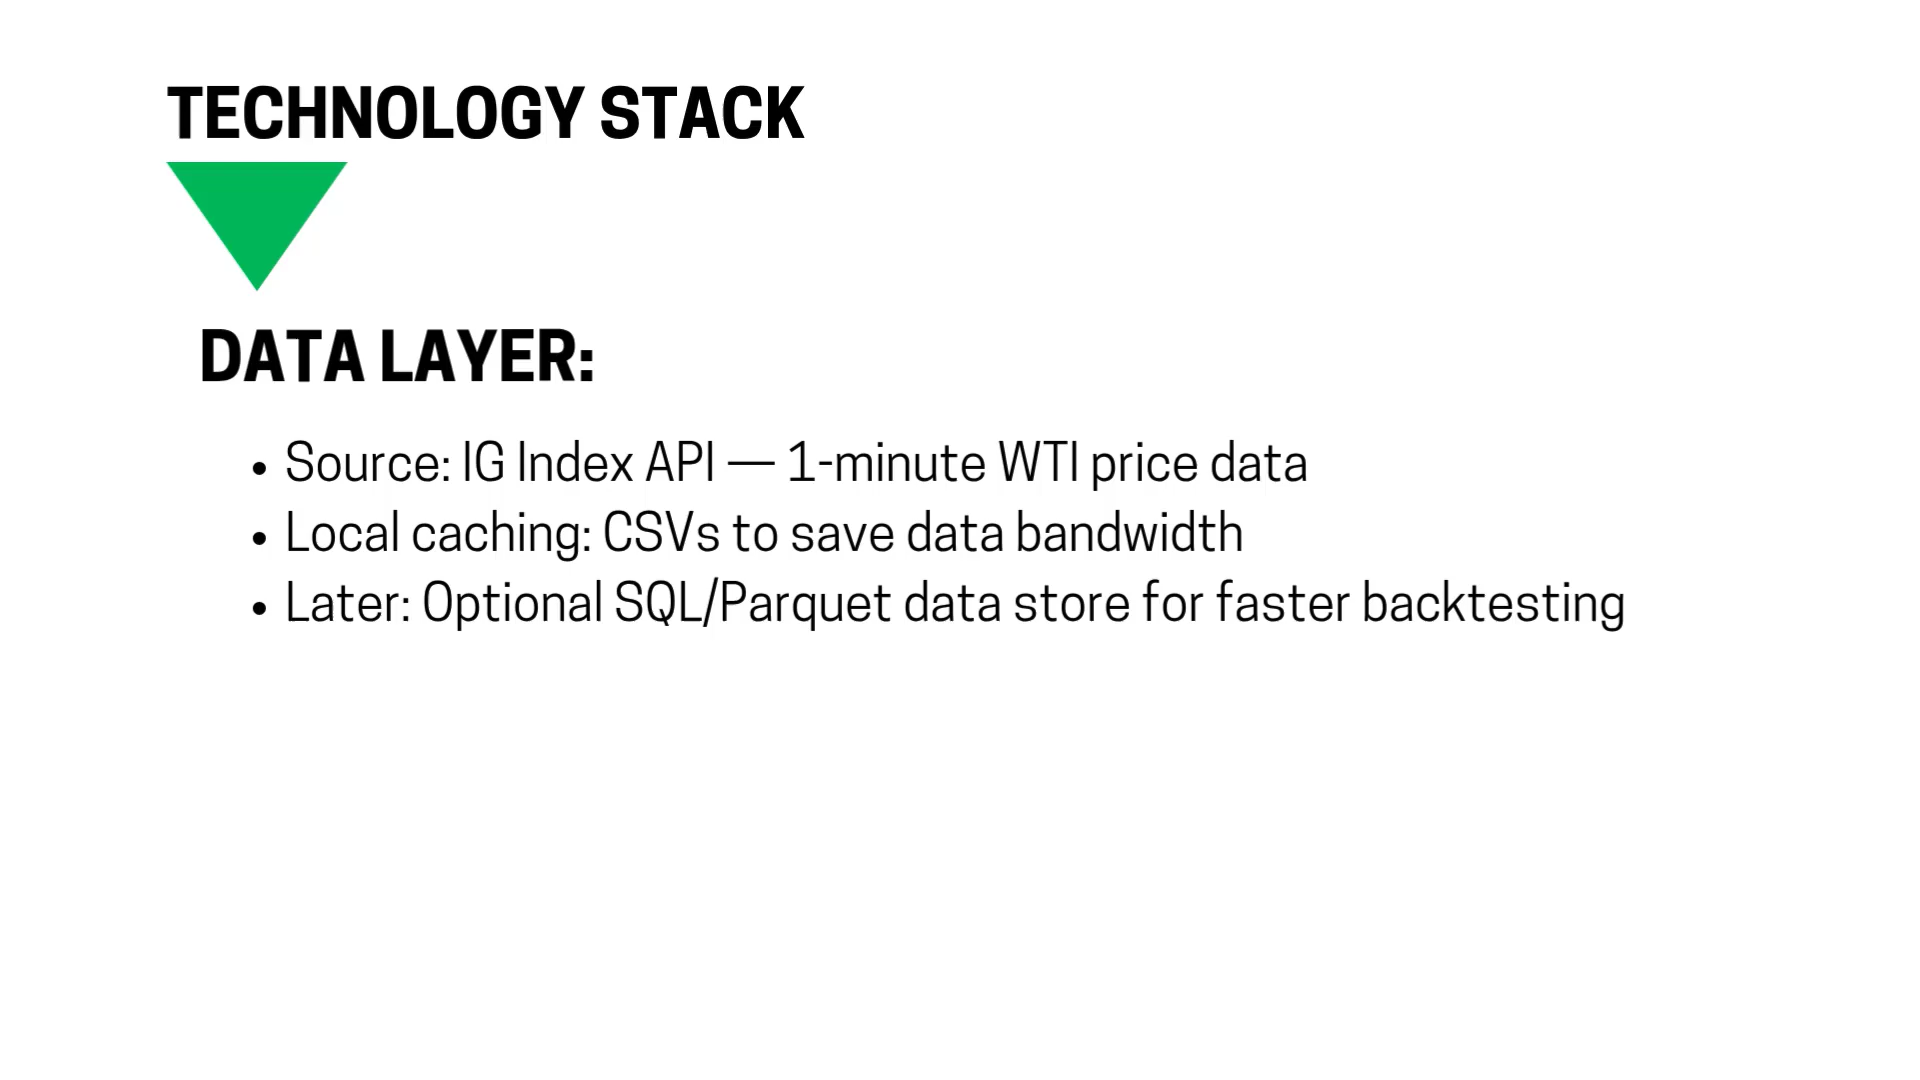 TECHNOLOGY STACK
DATA LAYER:
• Source: IG Index API — 1-minute WTI price data
• Local caching: CSVs to save data bandwidth
• Later: Optional SQL/Parquet data store for faster backtesting